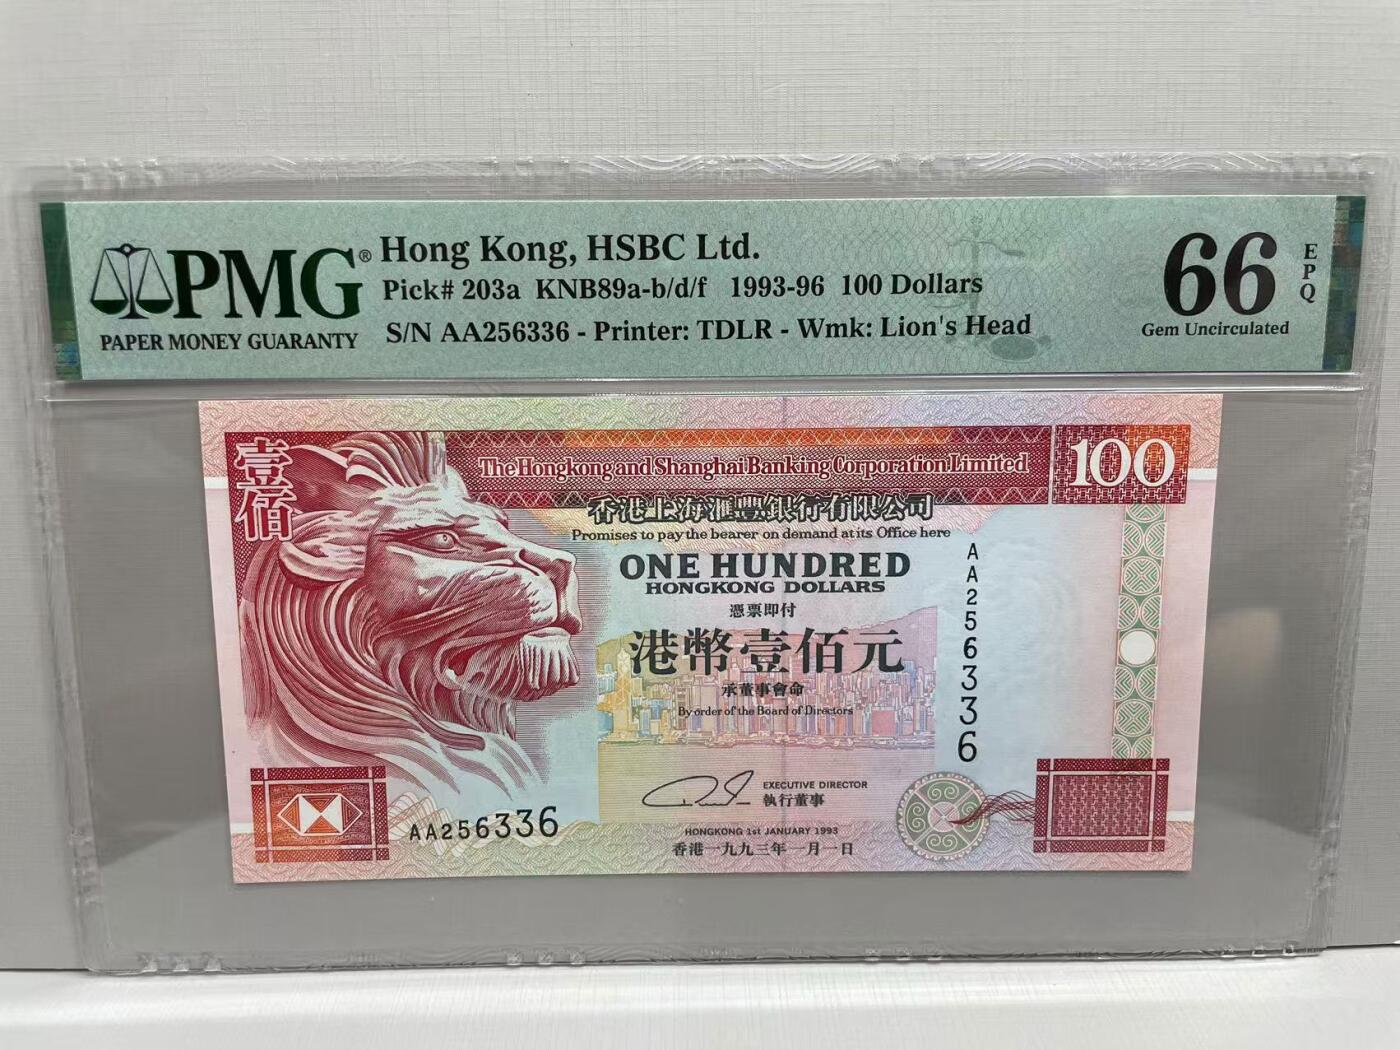 PMG®
PAPER MONEY GUARANTY
Hong Kong, HSBC Ltd.
Pick# 203a KNB89a-b/d/f 1993-96 100 Dollars
S/N AA256336 - Printer: TDLR - Wmk: Lion's Head
66
EPQ
Gem Uncirculated
壹佰
The Hongkong and Shanghai Banking Corporation Limited
100
香港上海滙豐銀行有限公司
Promises to pay the bearer on demand at its Office here
ONE HUNDRED
HONGKONG DOLLARS
憑票即付
港幣壹佰元
承董事會命
By order of the Board of Directors
AA256336
EXECUTIVE DIRECTOR
執行董事
AA256336
HONGKONG 1st JANUARY 1993
香港一九九三年一月一日